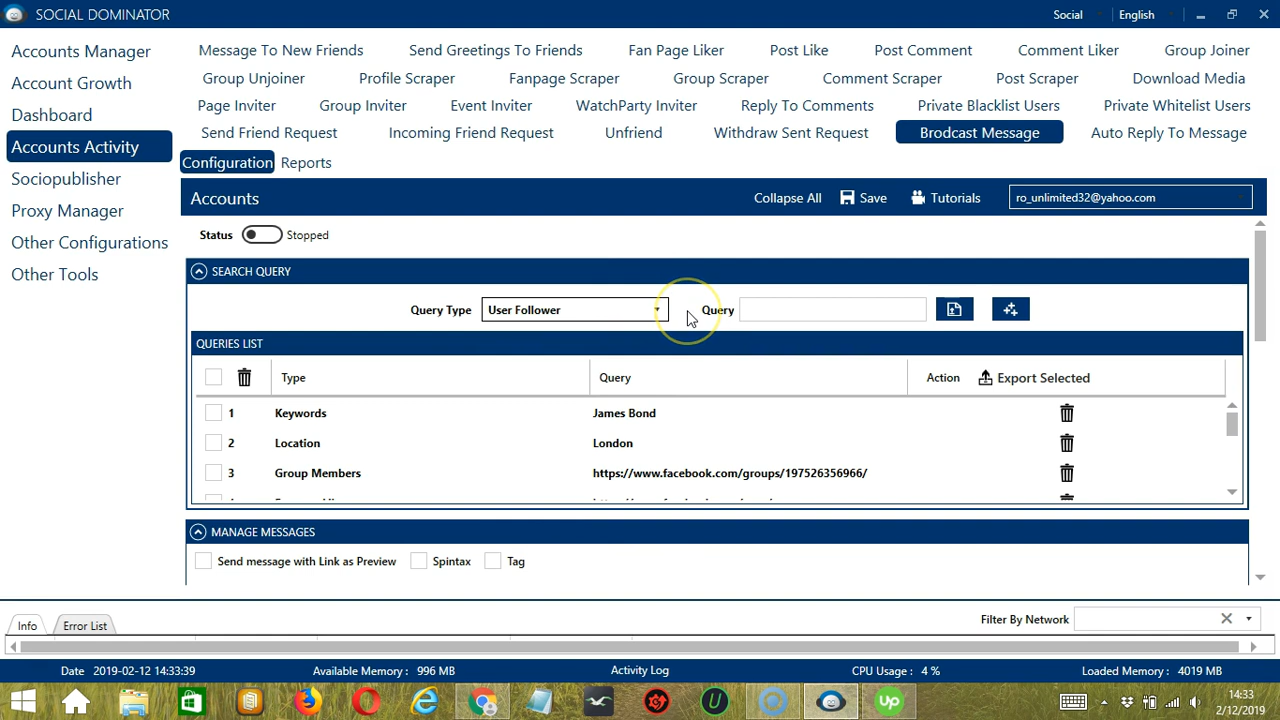 SOCIAL DOMINATOR
Social
English
Accounts Manager
Account Growth
Dashboard
Accounts Activity
Sociopublisher
Proxy Manager
Other Configurations
Other Tools
Message To New Friends Send Greetings To Friends Fan Page Liker Post Like Post Comment Comment Liker Group Joiner
Group Unjoiner Profile Scraper Fanpage Scraper Group Scraper Comment Scraper Post Scraper Download Media
Page Inviter Group Inviter Event Inviter WatchParty Inviter Reply To Comments Private Blacklist Users Private Whitelist Users
Send Friend Request Incoming Friend Request Unfriend Withdraw Sent Request Brodcast Message Auto Reply To Message
Configuration Reports
Accounts Collapse All Save Tutorials ro_unlimited32@yahoo.com
Status Stopped
SEARCH QUERY
Query Type User Follower Query
QUERIES LIST
Type Query Action Export Selected
1 Keywords James Bond
2 Location London
3 Group Members https://www.facebook.com/groups/197526356966/
MANAGE MESSAGES
Send message with Link as Preview Spintax Tag
Info Error List Filter By Network
Date 2019-02-12 14:33:39 Available Memory : 996 MB Activity Log CPU Usage : 4 % Loaded Memory : 4019 MB
up
14:33
2/12/2019